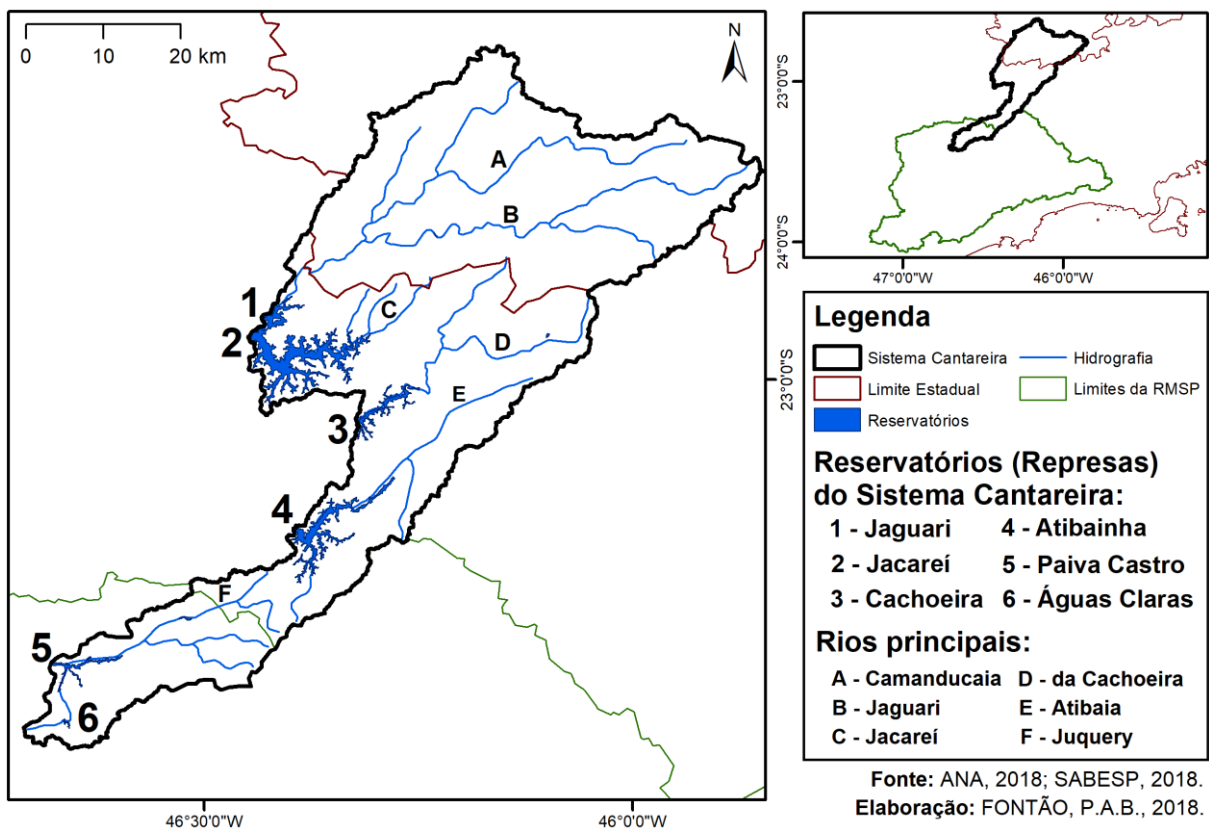 0 10 20 km
N
A
B
1
2
C
D
E
3
4
F
5
6
23°0'0"S
46°30'0"W 46°0'0"W
23°0'0"S
24°0'0"S
47°0'0"W 46°0'0"W
Legenda
Sistema Cantareira Hidrografia
Limite Estadual Limites da RMSP
Reservatórios
Reservatórios (Represas)
do Sistema Cantareira:
1 - Jaguari 4 - Atibainha
2 - Jacareí 5 - Paiva Castro
3 - Cachoeira 6 - Águas Claras
Rios principais:
A - Camanducaia D - da Cachoeira
B - Jaguari E - Atibaia
C - Jacareí F - Juquery
Fonte: ANA, 2018; SABESP, 2018.
Elaboração: FONTÃO, P.A.B., 2018.